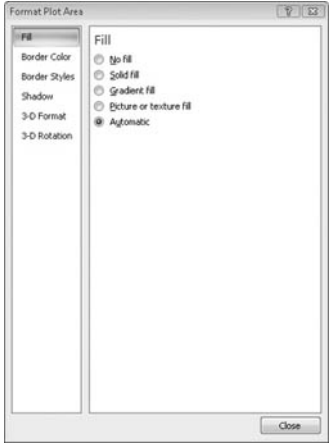 Format Plot Area
Fill
Border Color
Border Styles
Shadow
3-D Format
3-D Rotation
Fill
No fill
Solid fill
Gradient fill
Picture or texture fill
Automatic
Close